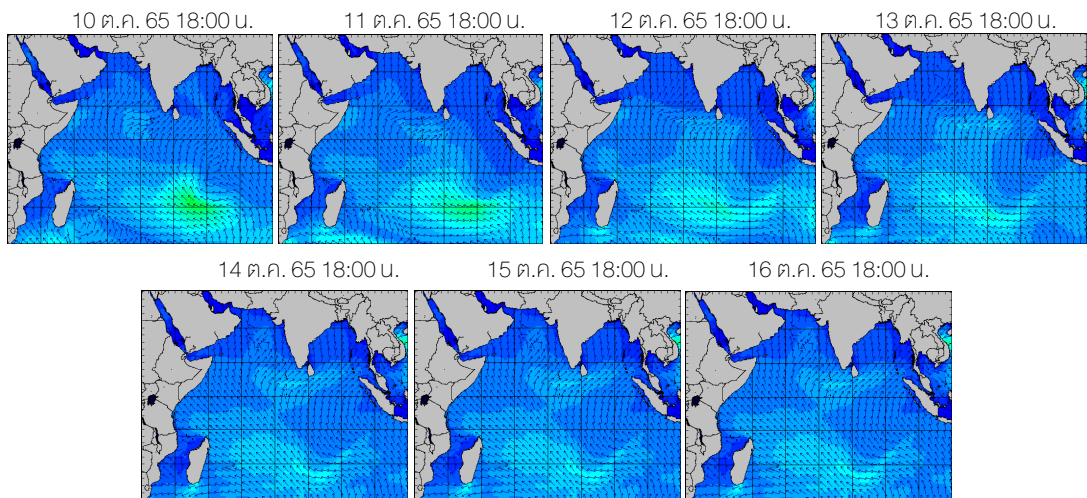 10 ต.ค. 65 18:00 น.
11 ต.ค. 65 18:00 น.
12 ต.ค. 65 18:00 น.
13 ต.ค. 65 18:00 น.
14 ต.ค. 65 18:00 น.
15 ต.ค. 65 18:00 น.
16 ต.ค. 65 18:00 น.